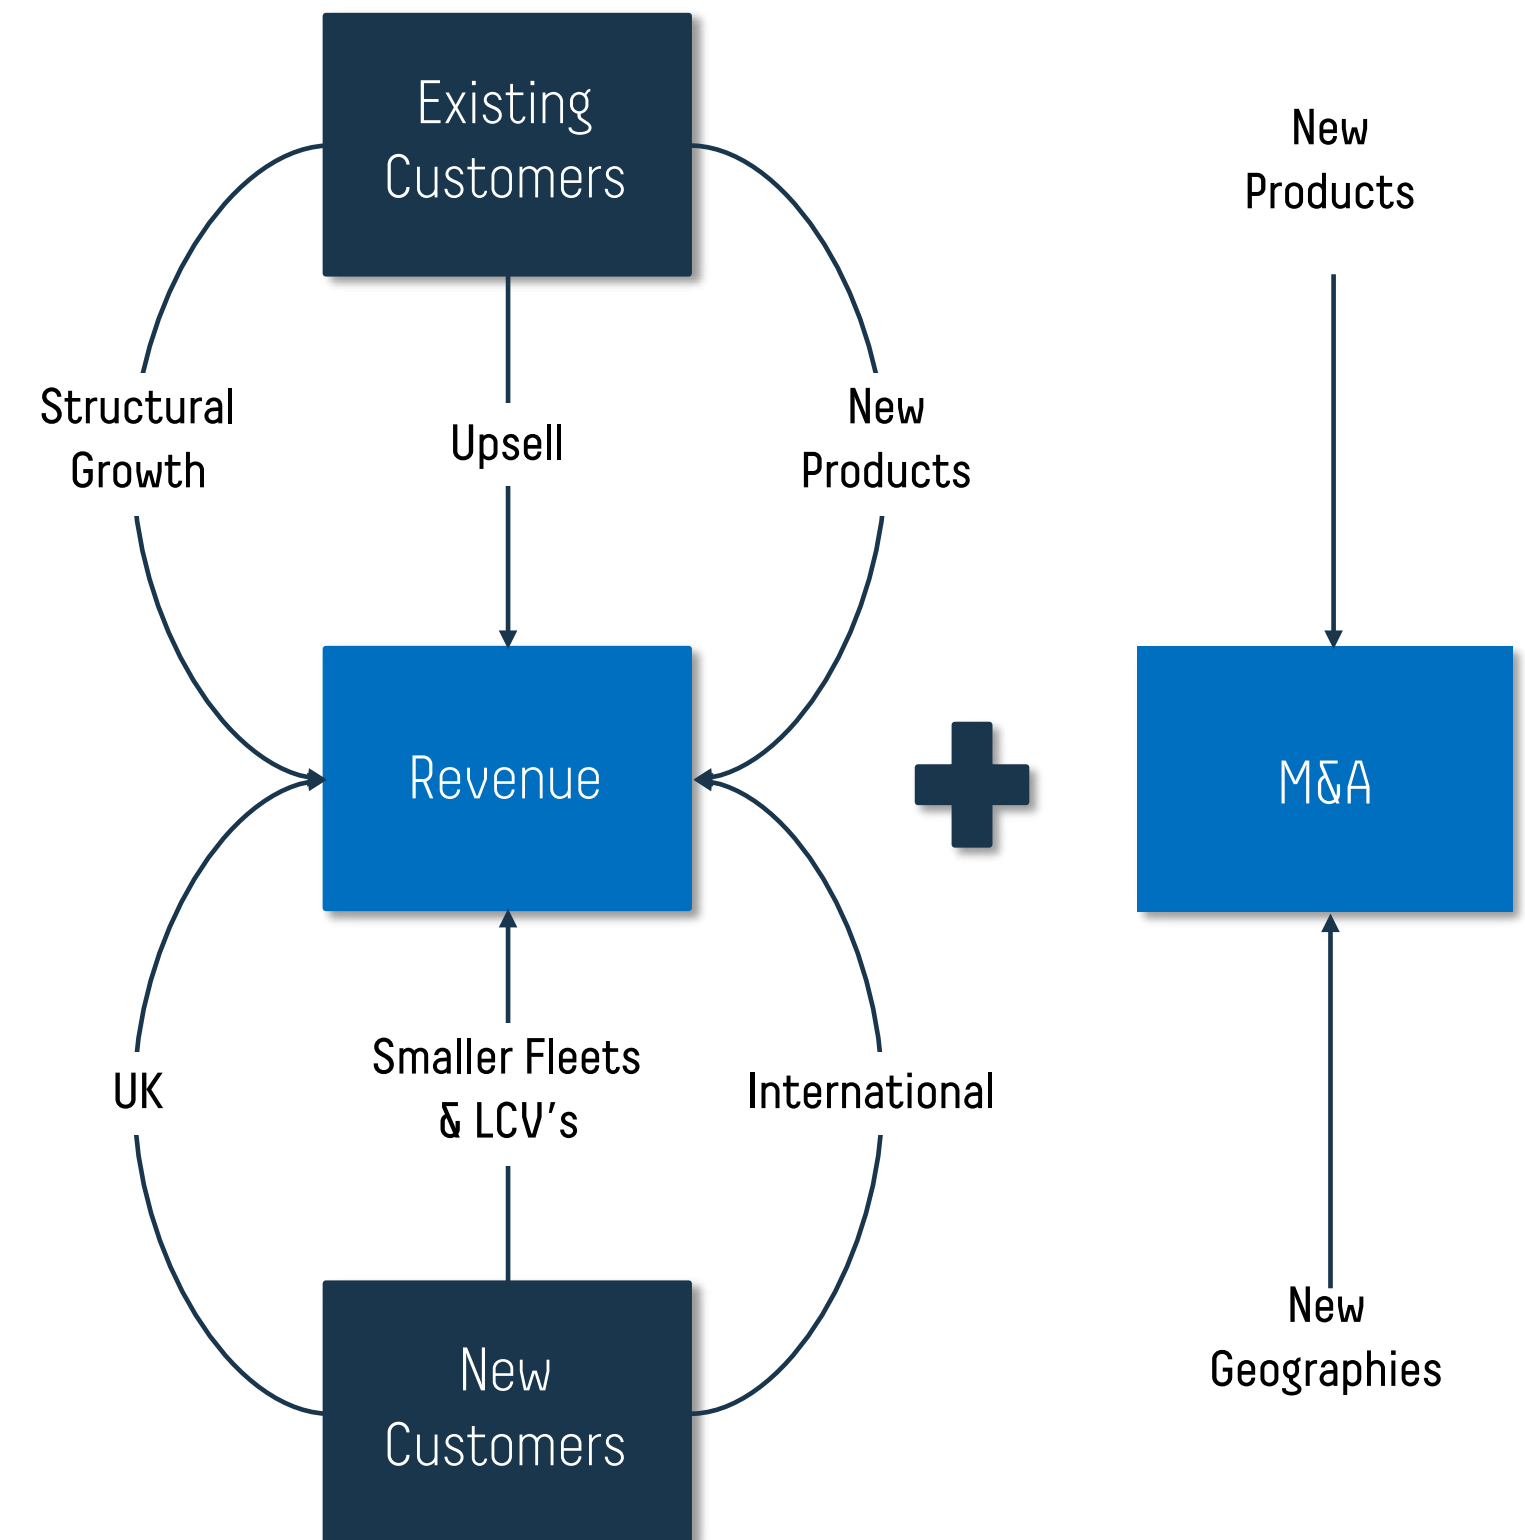 Existing
Customers
New
Products
Structural
Growth
Upsell
New
Products
Revenue
M&A
UK
Smaller Fleets
& LCV's
International
New
Customers
New
Geographies